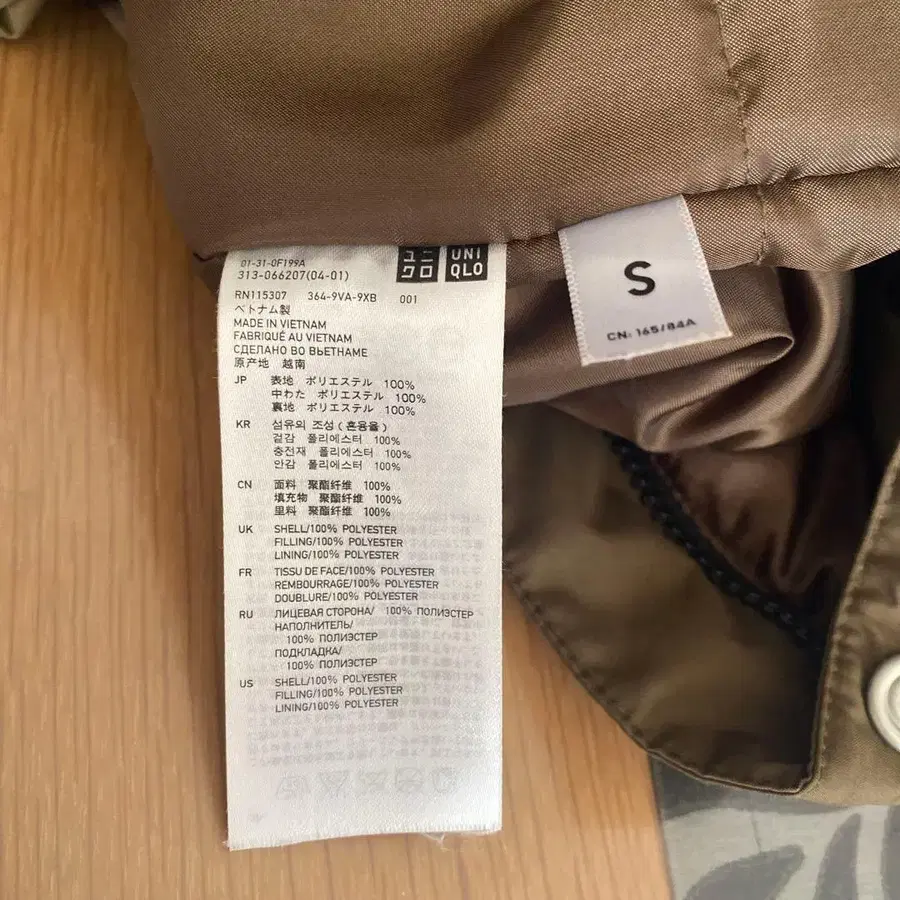 01-31-0F199A
313-066207(04-01)
ユニ
クロ
UNI
QLO
RN115307 364-9VA-9XB 001
ベトナム製
MADE IN VIETNAM
FABRIQUÉ AU VIETNAM
СДЕЛАНО ВО ВЬЕТНАМЕ
原产地 越南
JP 表地 ポリエステル 100%
中わた ポリエステル 100%
裏地 ポリエステル 100%
KR 섬유의 조성(혼용율)
겉감 폴리에스터 100%
충전재 폴리에스터 100%
안감 폴리에스터 100%
CN 面料 聚酯纤维 100%
填充物 聚酯纤维 100%
里料 聚酯纤维 100%
UK SHELL/100% POLYESTER
FILLING/100% POLYESTER
LINING/100% POLYESTER
FR TISSU DE FACE/100% POLYESTER
REMBOURRAGE/100% POLYESTER
DOUBLURE/100% POLYESTER
RU ЛИЦЕВАЯ СТОРОНА/ 100% ПОЛИЭСТЕР
НАПОЛНИТЕЛЬ/
100% ПОЛИЭСТЕР
ПОДКЛАДКА/
100% ПОЛИЭСТЕР
US SHELL/100% POLYESTER
FILLING/100% POLYESTER
LINING/100% POLYESTER
S
CN: 165/84A